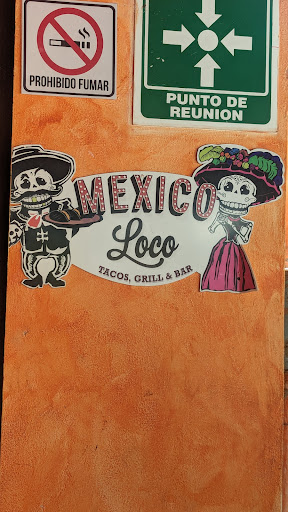 PROHIBIDO FUMAR
PUNTO DE
REUNION
MEXICO
Loco
TACOS, GRILL & BAR